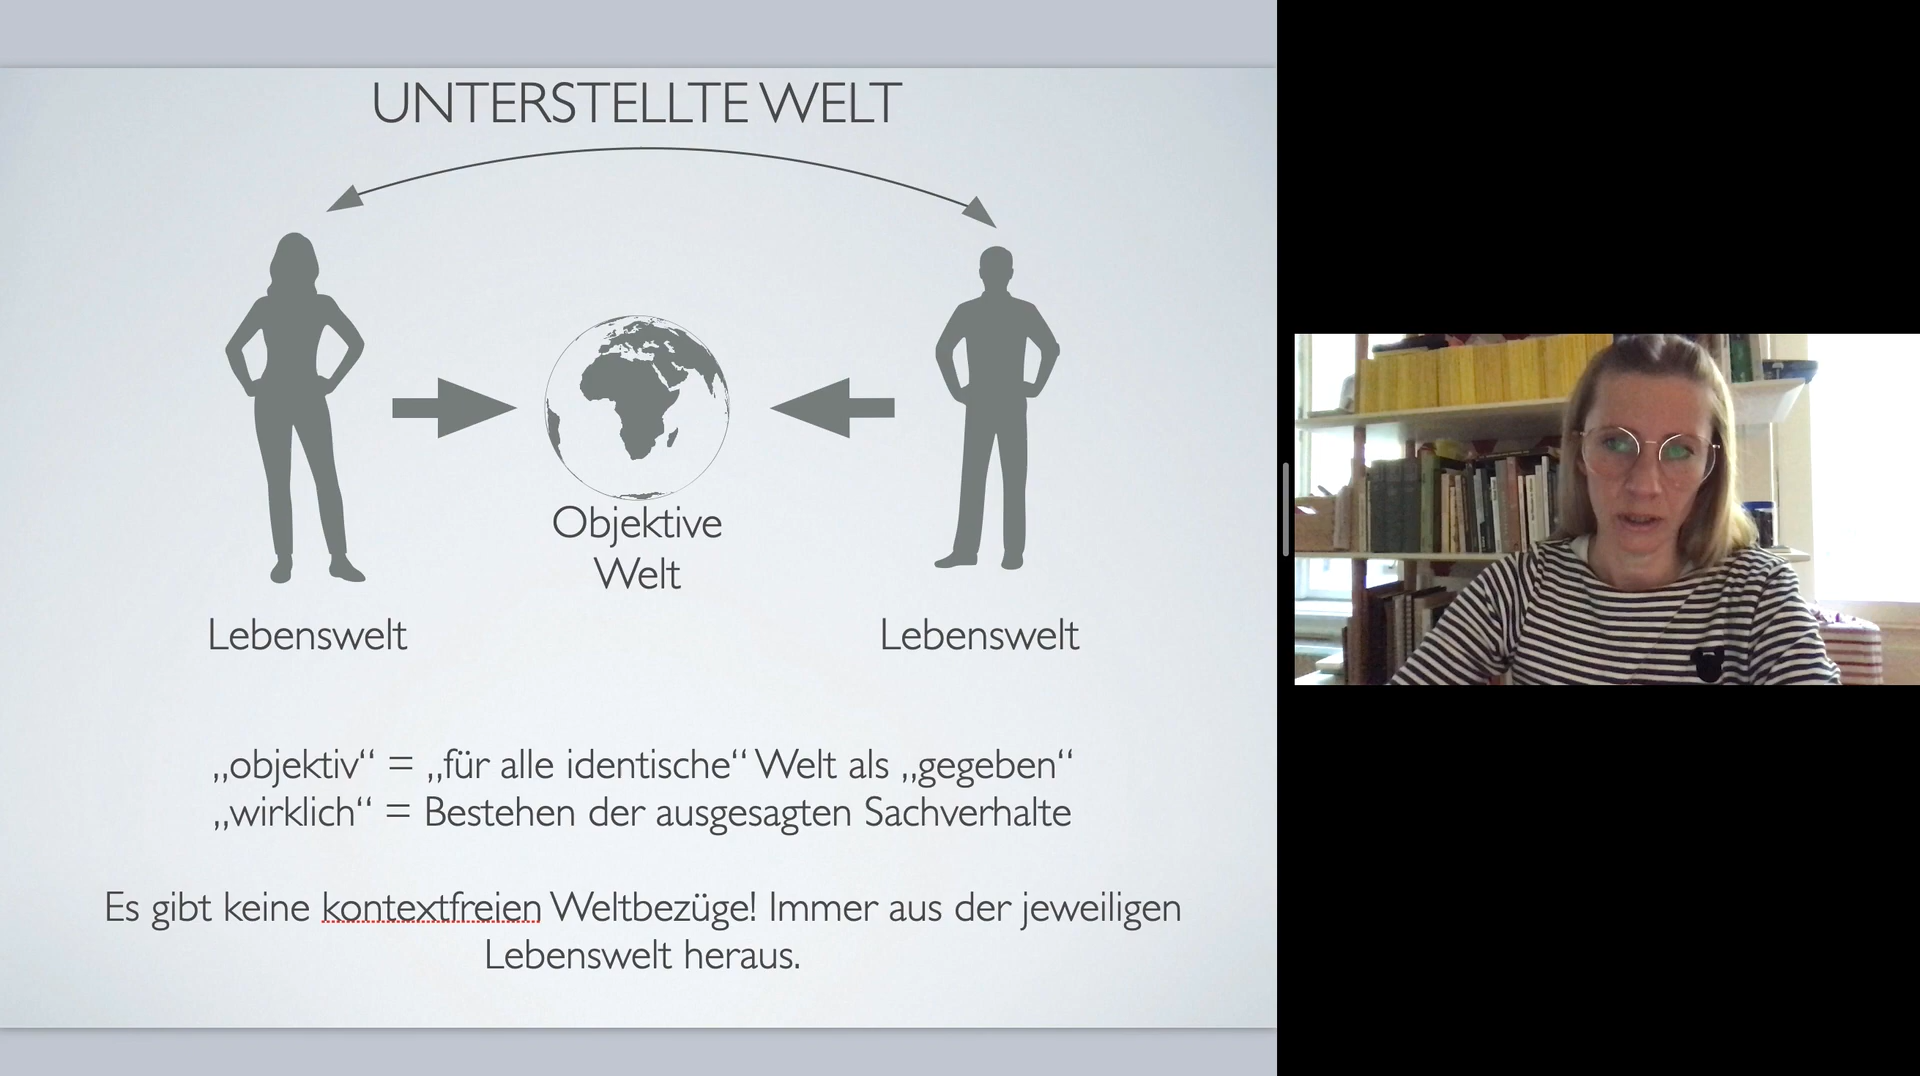 UNTERSTELLTE WELT
Objektive
Welt
Lebenswelt
Lebenswelt
„objektiv“ = „für alle identische“ Welt als „gegeben“
„wirklich“ = Bestehen der ausgesagten Sachverhalte
Es gibt keine kontextfreien Weltbezüge! Immer aus der jeweiligen
Lebenswelt heraus.